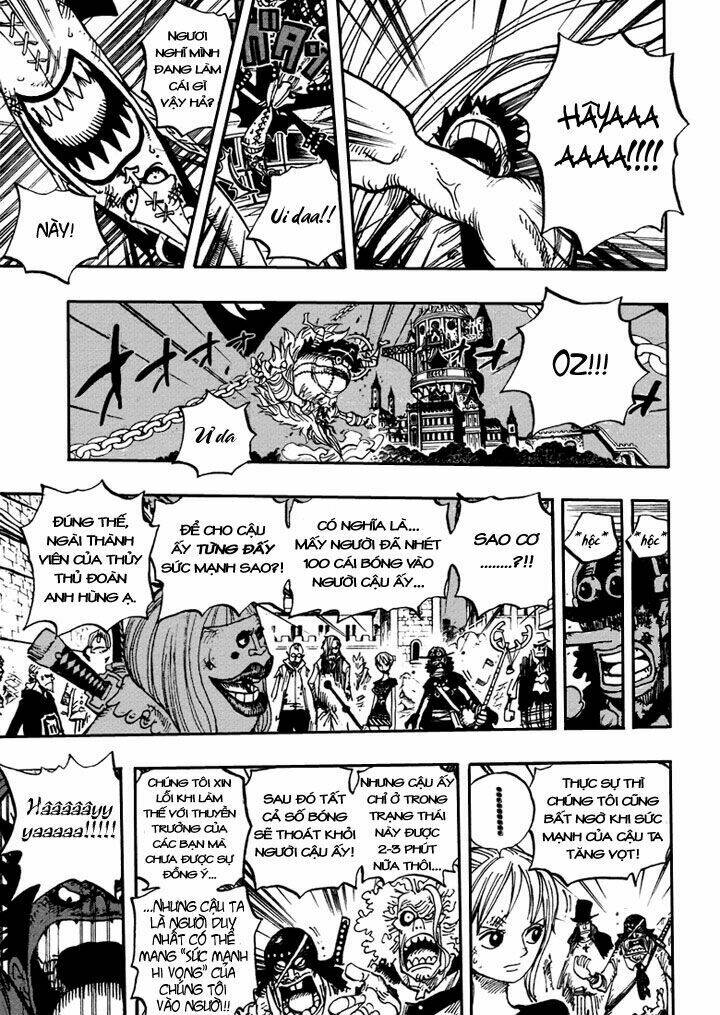 HÂYAAA
AAAAA!!!!
NGƯƠI
NGHĨ MÌNH
ĐANG LÀM
CÁI GÌ
VẬY HẢ?
Ui daa!!
NÀY!
OZ!!!
Ui da
*hộc*
*hộc*
SAO CƠ
.........?!!
CÓ NGHĨA LÀ...
MẤY NGƯỜI ĐÃ NHÉT
100 CÁI BÓNG VÀO
NGƯỜI CẬU ẤY...
ĐỂ CHO CẬU
ẤY TỪNG ĐẤY
SỨC MẠNH SAO?!
ĐÚNG THẾ,
NGÀI THÀNH
VIÊN CỦA THỦY
THỦ ĐOÀN
ANH HÙNG Ạ.
THỰC SỰ THÌ
CHÚNG TÔI CŨNG
BẤT NGỜ KHI SỨC
MẠNH CỦA CẬU TA
TĂNG VỌT!
NHƯNG CẬU ẤY
CHỈ Ở TRONG
TRẠNG THÁI
NÀY ĐƯỢC
2-3 PHÚT
NỮA THÔI...
SAU ĐÓ TẤT
CẢ SỐ BÓNG
SẼ THOÁT KHỎI
NGƯỜI CẬU ẤY!
CHÚNG TÔI XIN
LỖI KHI LÀM
THẾ VỚI THUYỀN
TRƯỞNG CỦA
CÁC BẠN MÀ
CHƯA ĐƯỢC SỰ
ĐỒNG Ý...
...NHƯNG CẬU TA
LÀ NGƯỜI DUY
NHẤT CÓ THỂ
MANG "SỨC MẠNH
HI VỌNG" CỦA
CHÚNG TÔI
VÀO NGƯỜI!!
Hââââââyy
yaaaaa!!!!!